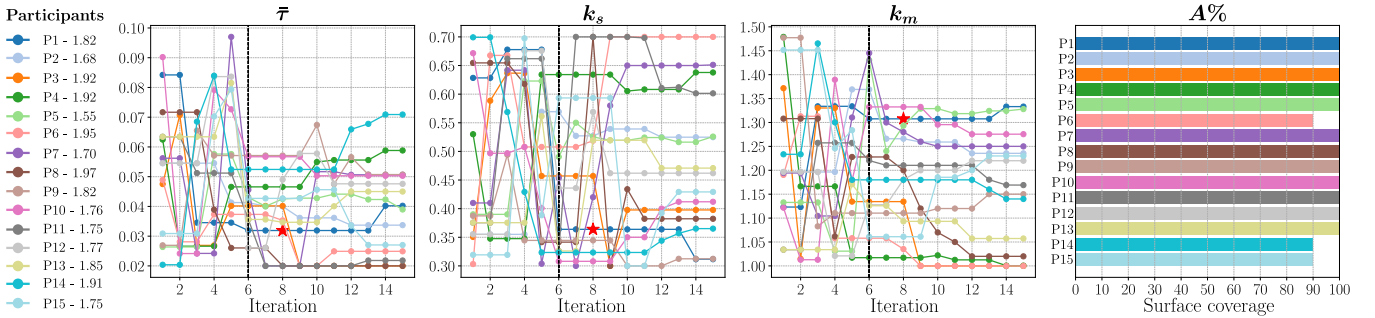 Participants
P1 - 1.82
P2 - 1.68
P3 - 1.92
P4 - 1.92
P5 - 1.55
P6 - 1.95
P7 - 1.70
P8 - 1.97
P9 - 1.82
P10 - 1.76
P11 - 1.75
P12 - 1.77
P13 - 1.85
P14 - 1.91
P15 - 1.75
τ̄
0.10
0.09
0.08
0.07
0.06
0.05
0.04
0.03
0.02
2 4 6 8 10 12 14
Iteration
k_s
0.70
0.65
0.60
0.55
0.50
0.45
0.40
0.35
0.30
2 4 6 8 10 12 14
Iteration
k_m
1.50
1.45
1.40
1.35
1.30
1.25
1.20
1.15
1.10
1.05
1.00
2 4 6 8 10 12 14
Iteration
A%
P1
P2
P3
P4
P5
P6
P7
P8
P9
P10
P11
P12
P13
P14
P15
0 10 20 30 40 50 60 70 80 90 100
Surface coverage